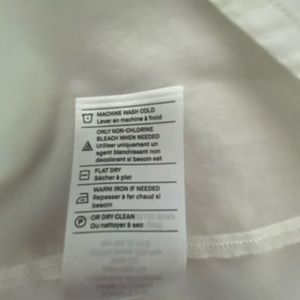 MACHINE WASH COLD
Laver en machine à froid
ONLY NON-CHLORINE
BLEACH WHEN NEEDED
Utiliser uniquement un
agent blanchissant non
decolorant si besoin est
FLAT DRY
Sécher à plat
WARM IRON IF NEEDED
Repasser à fer chaud si
besoin
OR DRY CLEAN
Ou nettoyer à sec